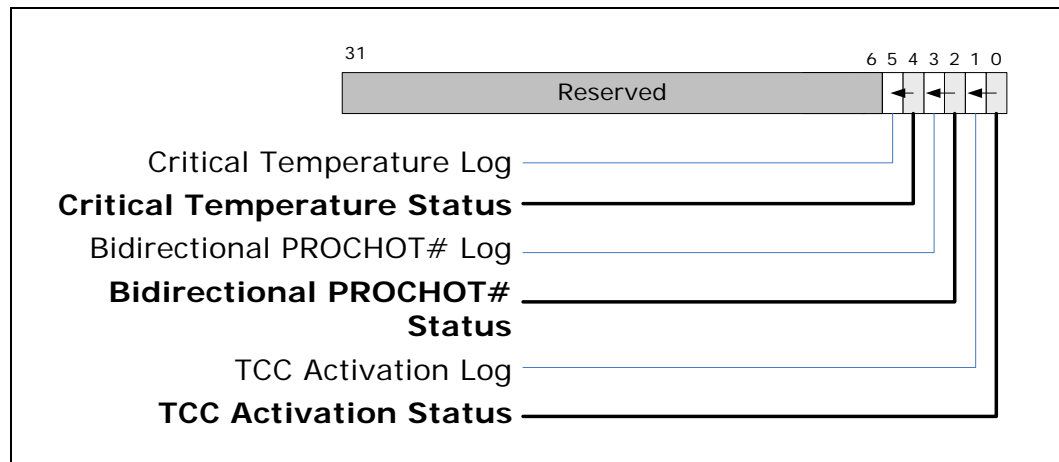 31
6 5 4 3 2 1 0
Reserved
Critical Temperature Log
Critical Temperature Status
Bidirectional PROCHOT# Log
Bidirectional PROCHOT#
Status
TCC Activation Log
TCC Activation Status